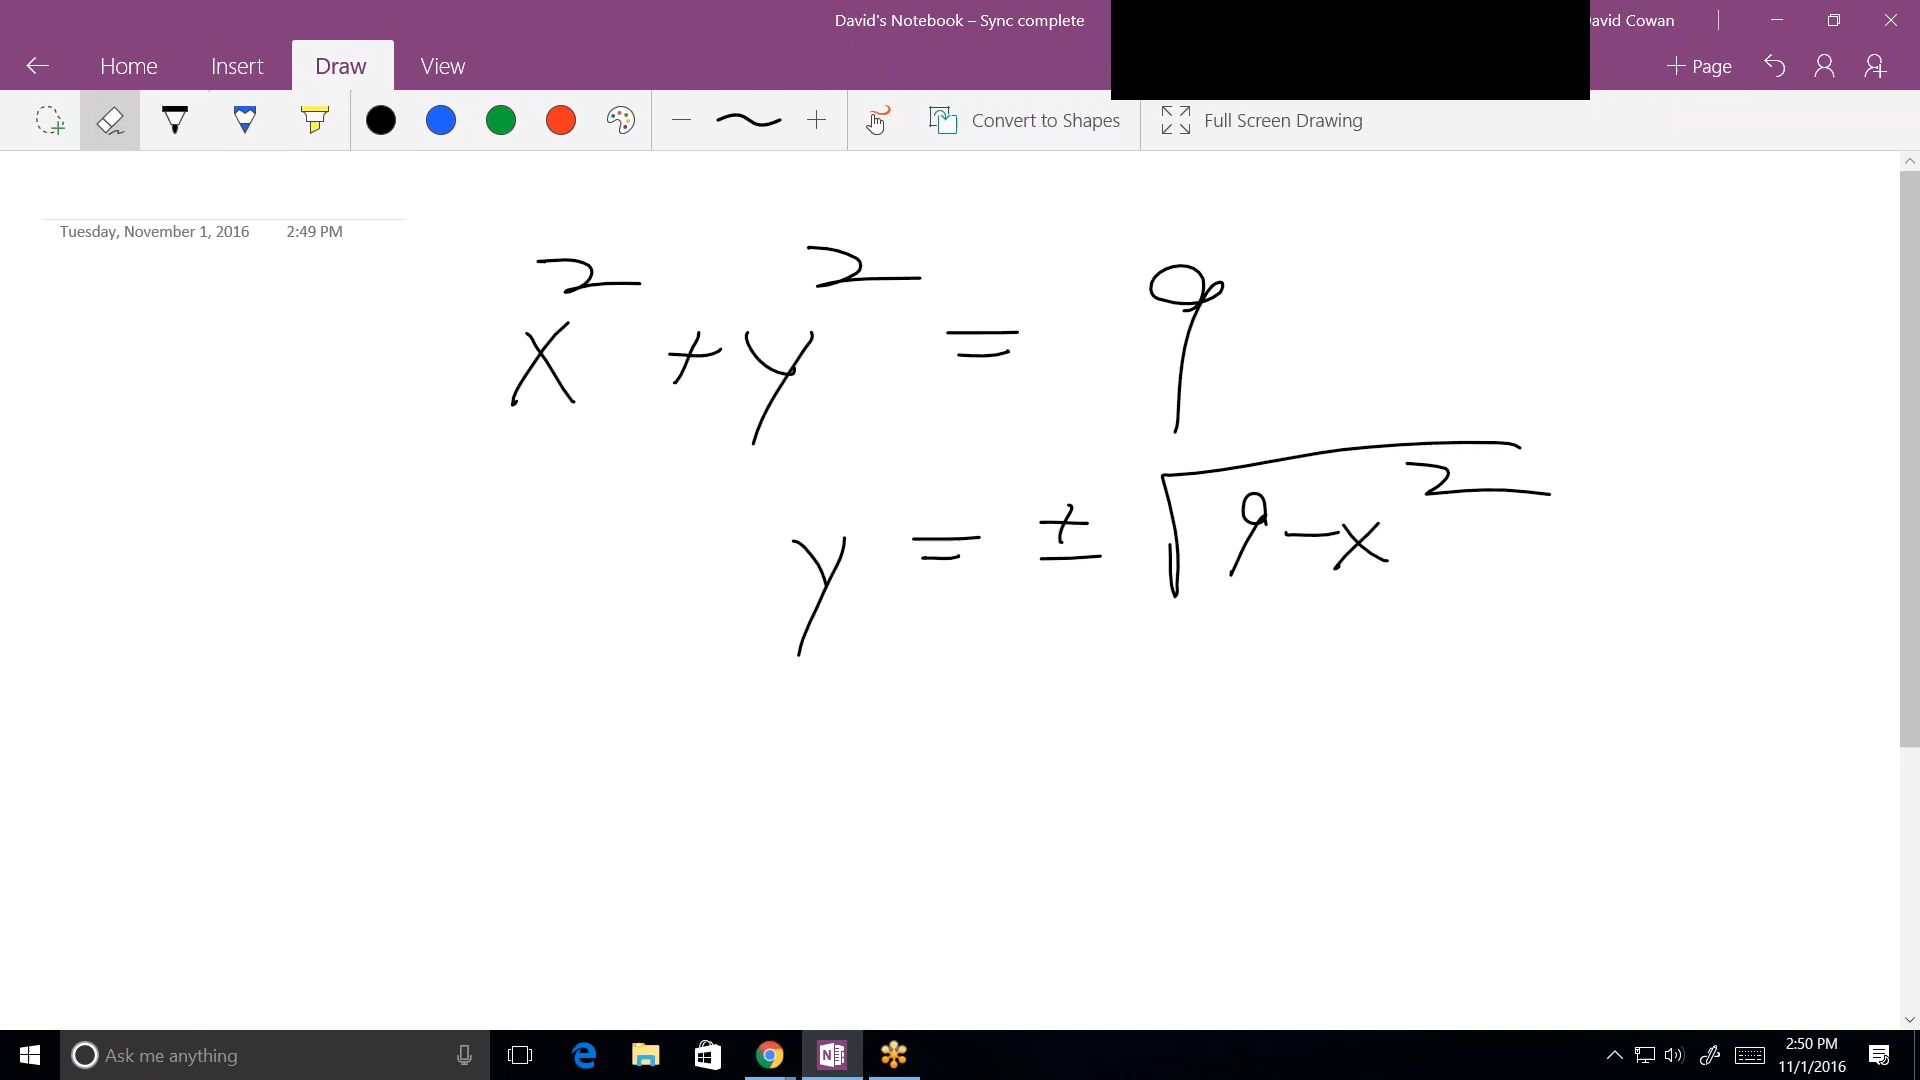 David's Notebook – Sync complete
avid Cowan
Home Insert Draw View
Page
Convert to Shapes Full Screen Drawing
Tuesday, November 1, 2016 2:49 PM
x² + y² = 9
y = ± √9 - x²
Ask me anything
N
2:50 PM
11/1/2016